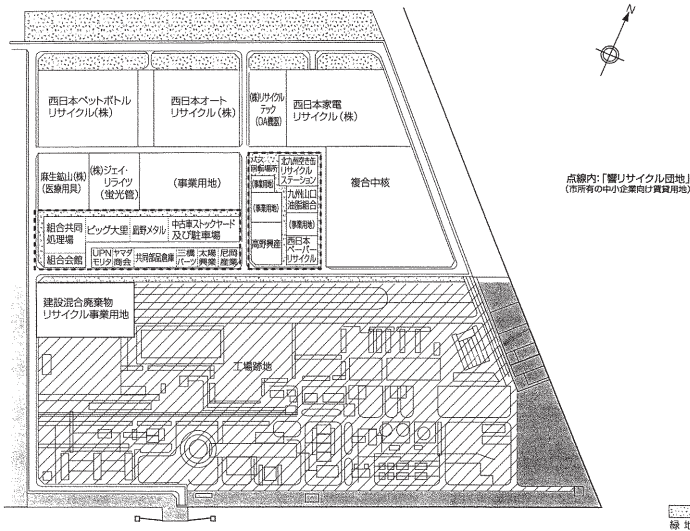 N
西日本ペットボトル
リサイクル(株)
西日本オート
リサイクル(株)
(株)リサイクル
テック
(OA機器)
西日本家電
リサイクル(株)
麻生鉱山(株)
(医療用具)
(株)ジェイ・
リライツ
(蛍光管)
(事業用地)
バス
回転場所
(事業用地)
(事業用地)
高野興産
北九州空き缶
リサイクル
ステーション
九州山口
油脂組合
(事業用地)
西日本
ペーパー
リサイクル
複合中核
点線内:「響リサイクル団地」
(市所有の中小企業向け賃貸用地)
組合共同
処理場
組合会館
ビッグ大里
昌野メタル
中古車ストックヤード
及び駐車場
UPN
モリタ
ヤマダ
商会
共同部品倉庫
三橋
パーツ
太陽
興業
尼岡
産業
建設混合廃棄物
リサイクル事業用地
工場跡地
緑地